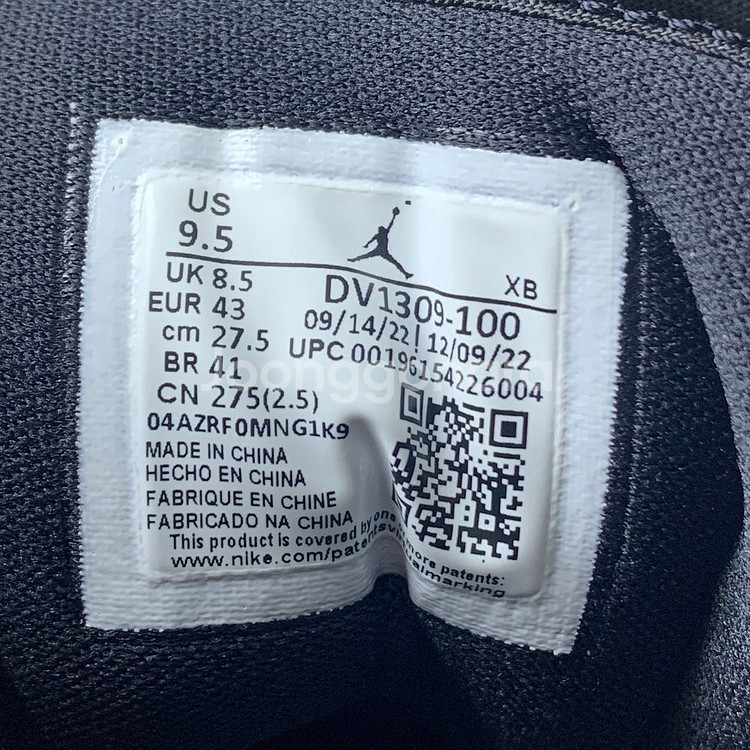 US
9.5
XB
UK 8.5
EUR 43
cm 27.5
BR 41
CN 275(2.5)
DV1309-100
09/14/22 | 12/09/22
UPC 00196154226004
04AZRF0MNG1K9
MADE IN CHINA
HECHO EN CHINA
FABRIQUE EN CHINE
FABRICADO NA CHINA
This product is covered by one more patents:
www.nike.com/patents